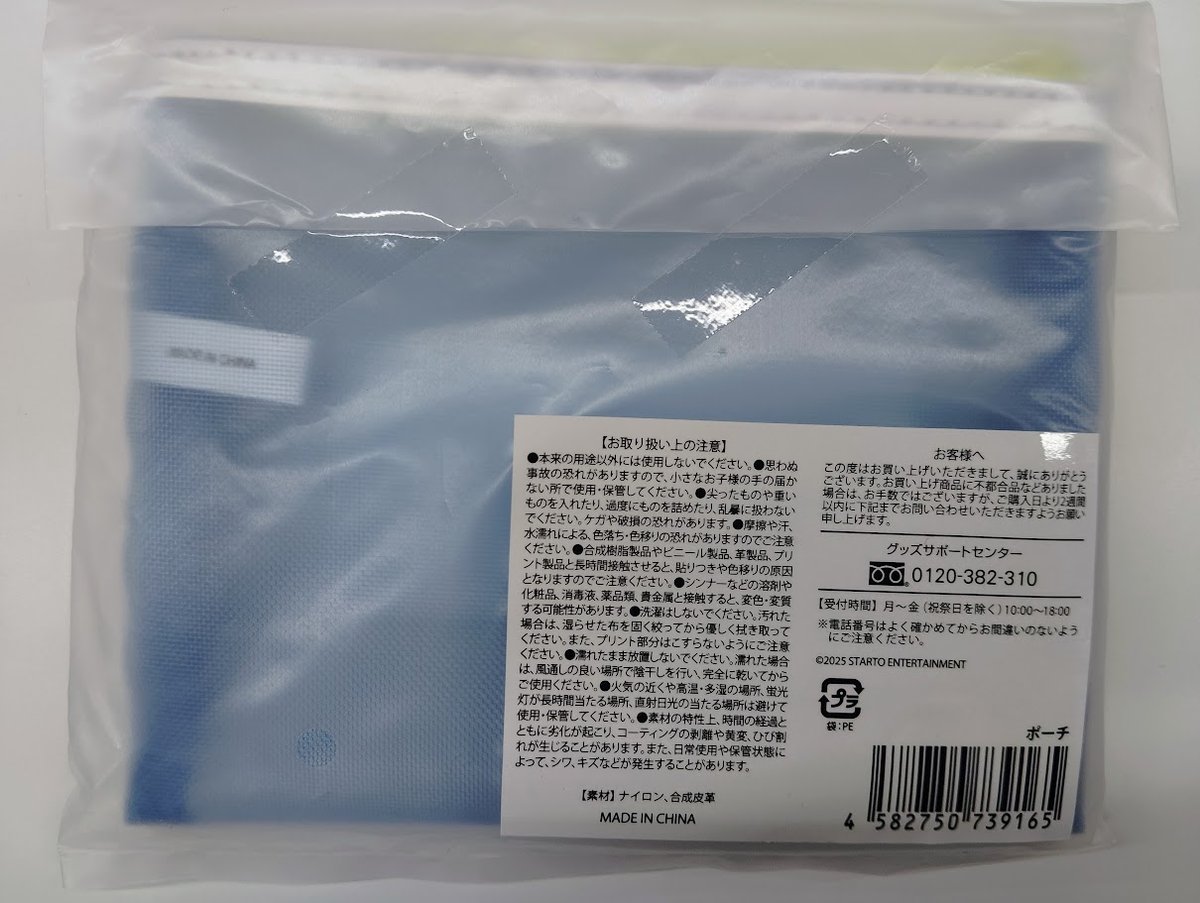 MADE IN CHINA
【お取り扱い上の注意】
●本来の用途以外には使用しないでください。●思わぬ
事故の恐れがありますので、小さなお子様の手の届か
ない所で使用・保管してください。●尖ったものや重い
ものを入れたり、過度にものを詰めたり、乱暴に扱わない
でください。ケガや破損の恐れがあります。●摩擦や汗、
水濡れによる、色落ち・色移りの恐れがありますのでご注意
ください。●合成樹脂製品やビニール製品、革製品、プリ
ント製品と長時間接触させると、貼りつきや色移りの原因
となりますのでご注意ください。●シンナーなどの溶剤や
化粧品、消毒液、薬品類、貴金属と接触すると、変色・変質
する可能性があります。●洗濯はしないでください。汚れた
場合は、湿らせた布を固く絞ってから優しく拭き取って
ください。また、プリント部分はこすらないようにご注意
ください。●濡れたまま放置しないでください。濡れた場合
は、風通しの良い場所で陰干しを行い、完全に乾いてから
ご使用ください。●火気の近くや高温・多湿の場所、蛍光
灯が長時間当たる場所、直射日光の当たる場所は避けて
使用・保管してください。●素材の特性上、時間の経過と
ともに劣化が起こり、コーティングの剥離や黄変、ひび割
れが生じることがあります。また、日常使用や保管状態に
よって、シワ、キズなどが発生することがあります。
【素材】ナイロン、合成皮革
MADE IN CHINA
お客様へ
この度はお買い上げいただきまして、誠にありがとう
ございます。お買い上げ商品に不都合品などありました
場合は、お手数ではございますが、ご購入日より2週間
以内に下記までお問い合わせいただきますようお願い
申し上げます。
グッズサポートセンター
0120-382-310
【受付時間】月〜金（祝祭日を除く）10:00〜18:00
※電話番号はよく確かめてからお間違いのないよう
にご注意ください。
©2025 STARTO ENTERTAINMENT
プラ
袋:PE
ポーチ
4 582750 739165